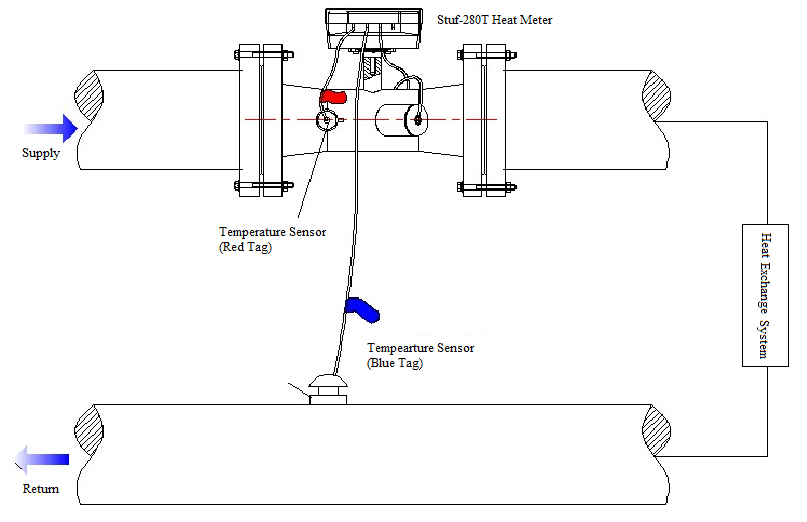 Stuf-280T Heat Meter
Supply
Temperature Sensor
(Red Tag)
Heat Exchange System
Tempearture Sensor
(Blue Tag)
Return